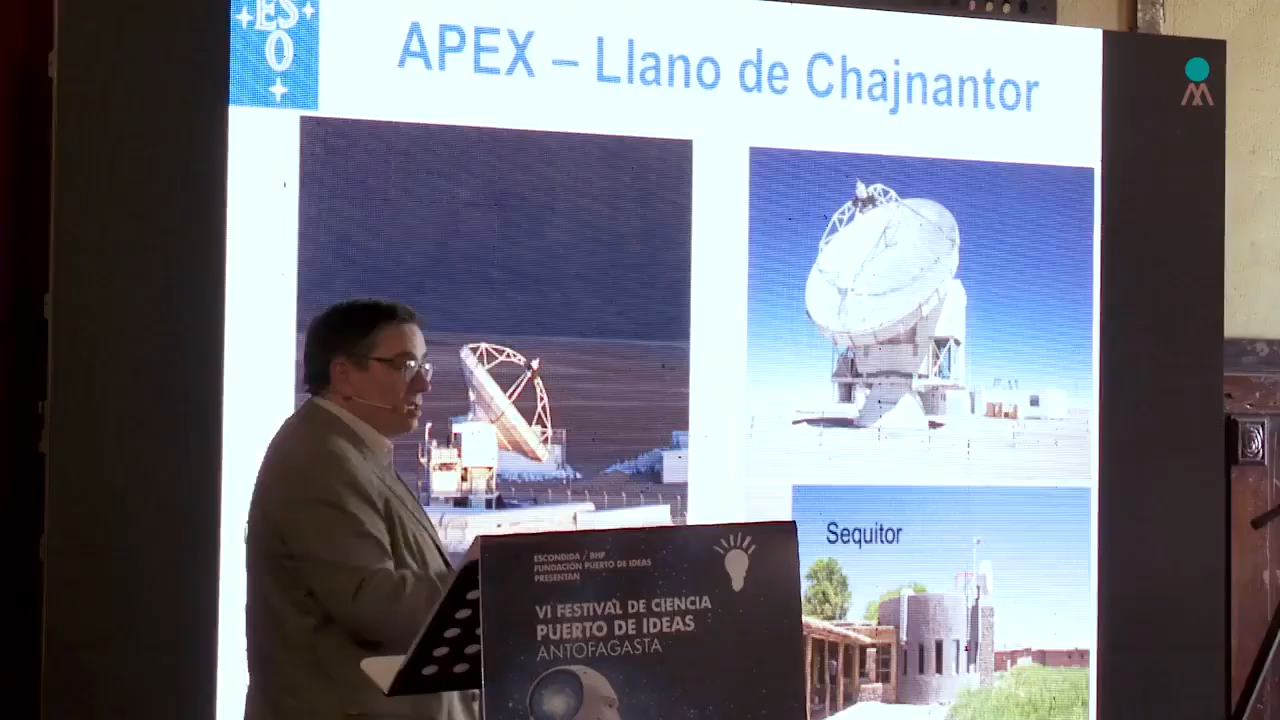 ESO
APEX – Llano de Chajnantor
Sequitor
ESCONDIDA / BHP
FUNDACIÓN PUERTO DE IDEAS
PRESENTAN
VI FESTIVAL DE CIENCIA
PUERTO DE IDEAS
ANTOFAGASTA